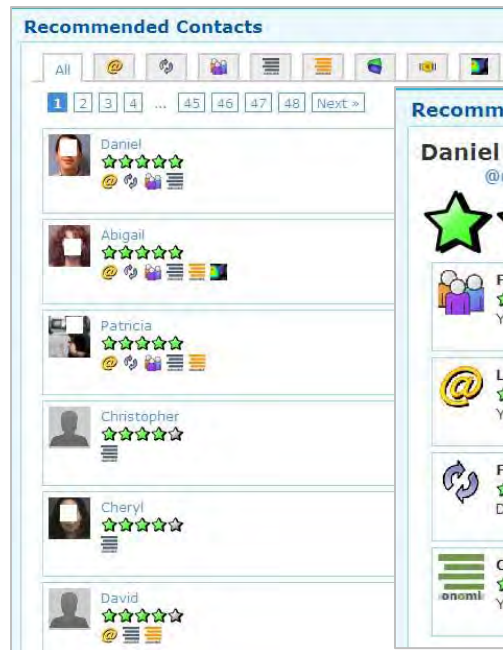 Recommended Contacts
All
1 2 3 4 ... 45 46 47 48 Next »
Daniel
Abigail
Patricia
Christopher
Cheryl
David
Recomm
Daniel
@
F
Y
L
Y
F
D
onomi
Y